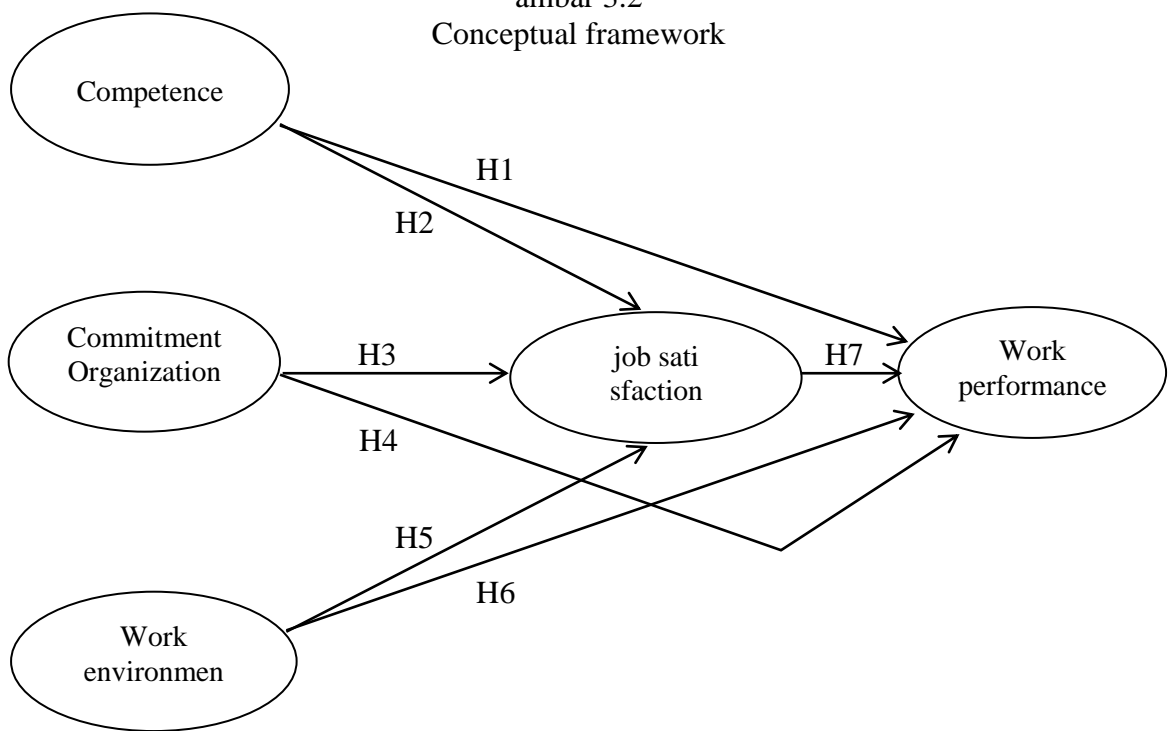 ambar 3.2
Conceptual framework
Competence
H1
H2
Commitment
Organization
H3
job sati
sfaction
H7
Work
performance
H4
H5
H6
Work
environmen